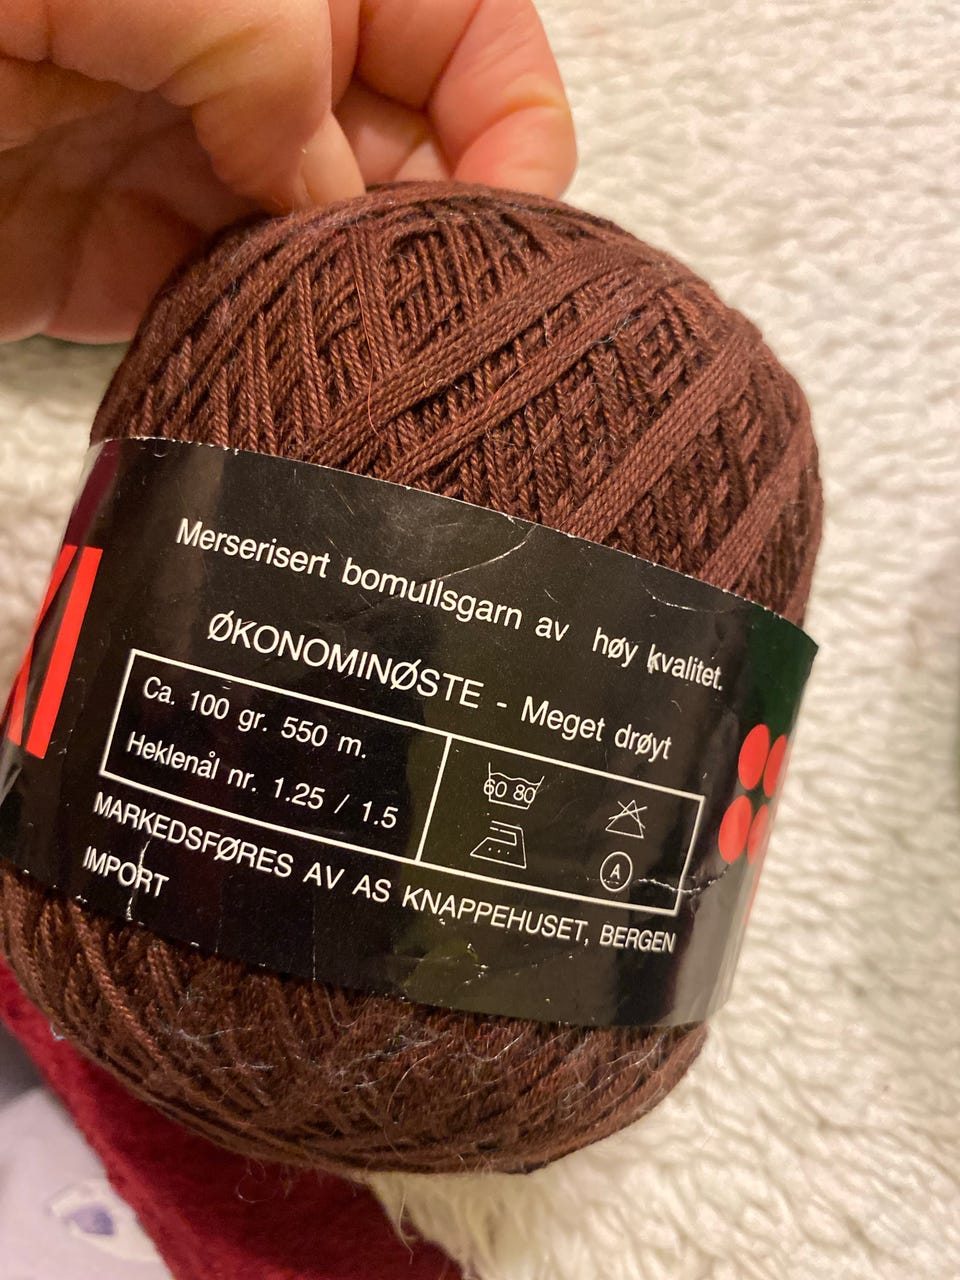 Merserisert bomullsgarn av høy kvalitet.
ØKONOMINØSTE - Meget drøyt
Ca. 100 gr. 550 m.
Heklenål nr. 1.25 / 1.5
60 80
A
MARKEDSFØRES AV AS KNAPPEHUSET, BERGEN
IMPORT